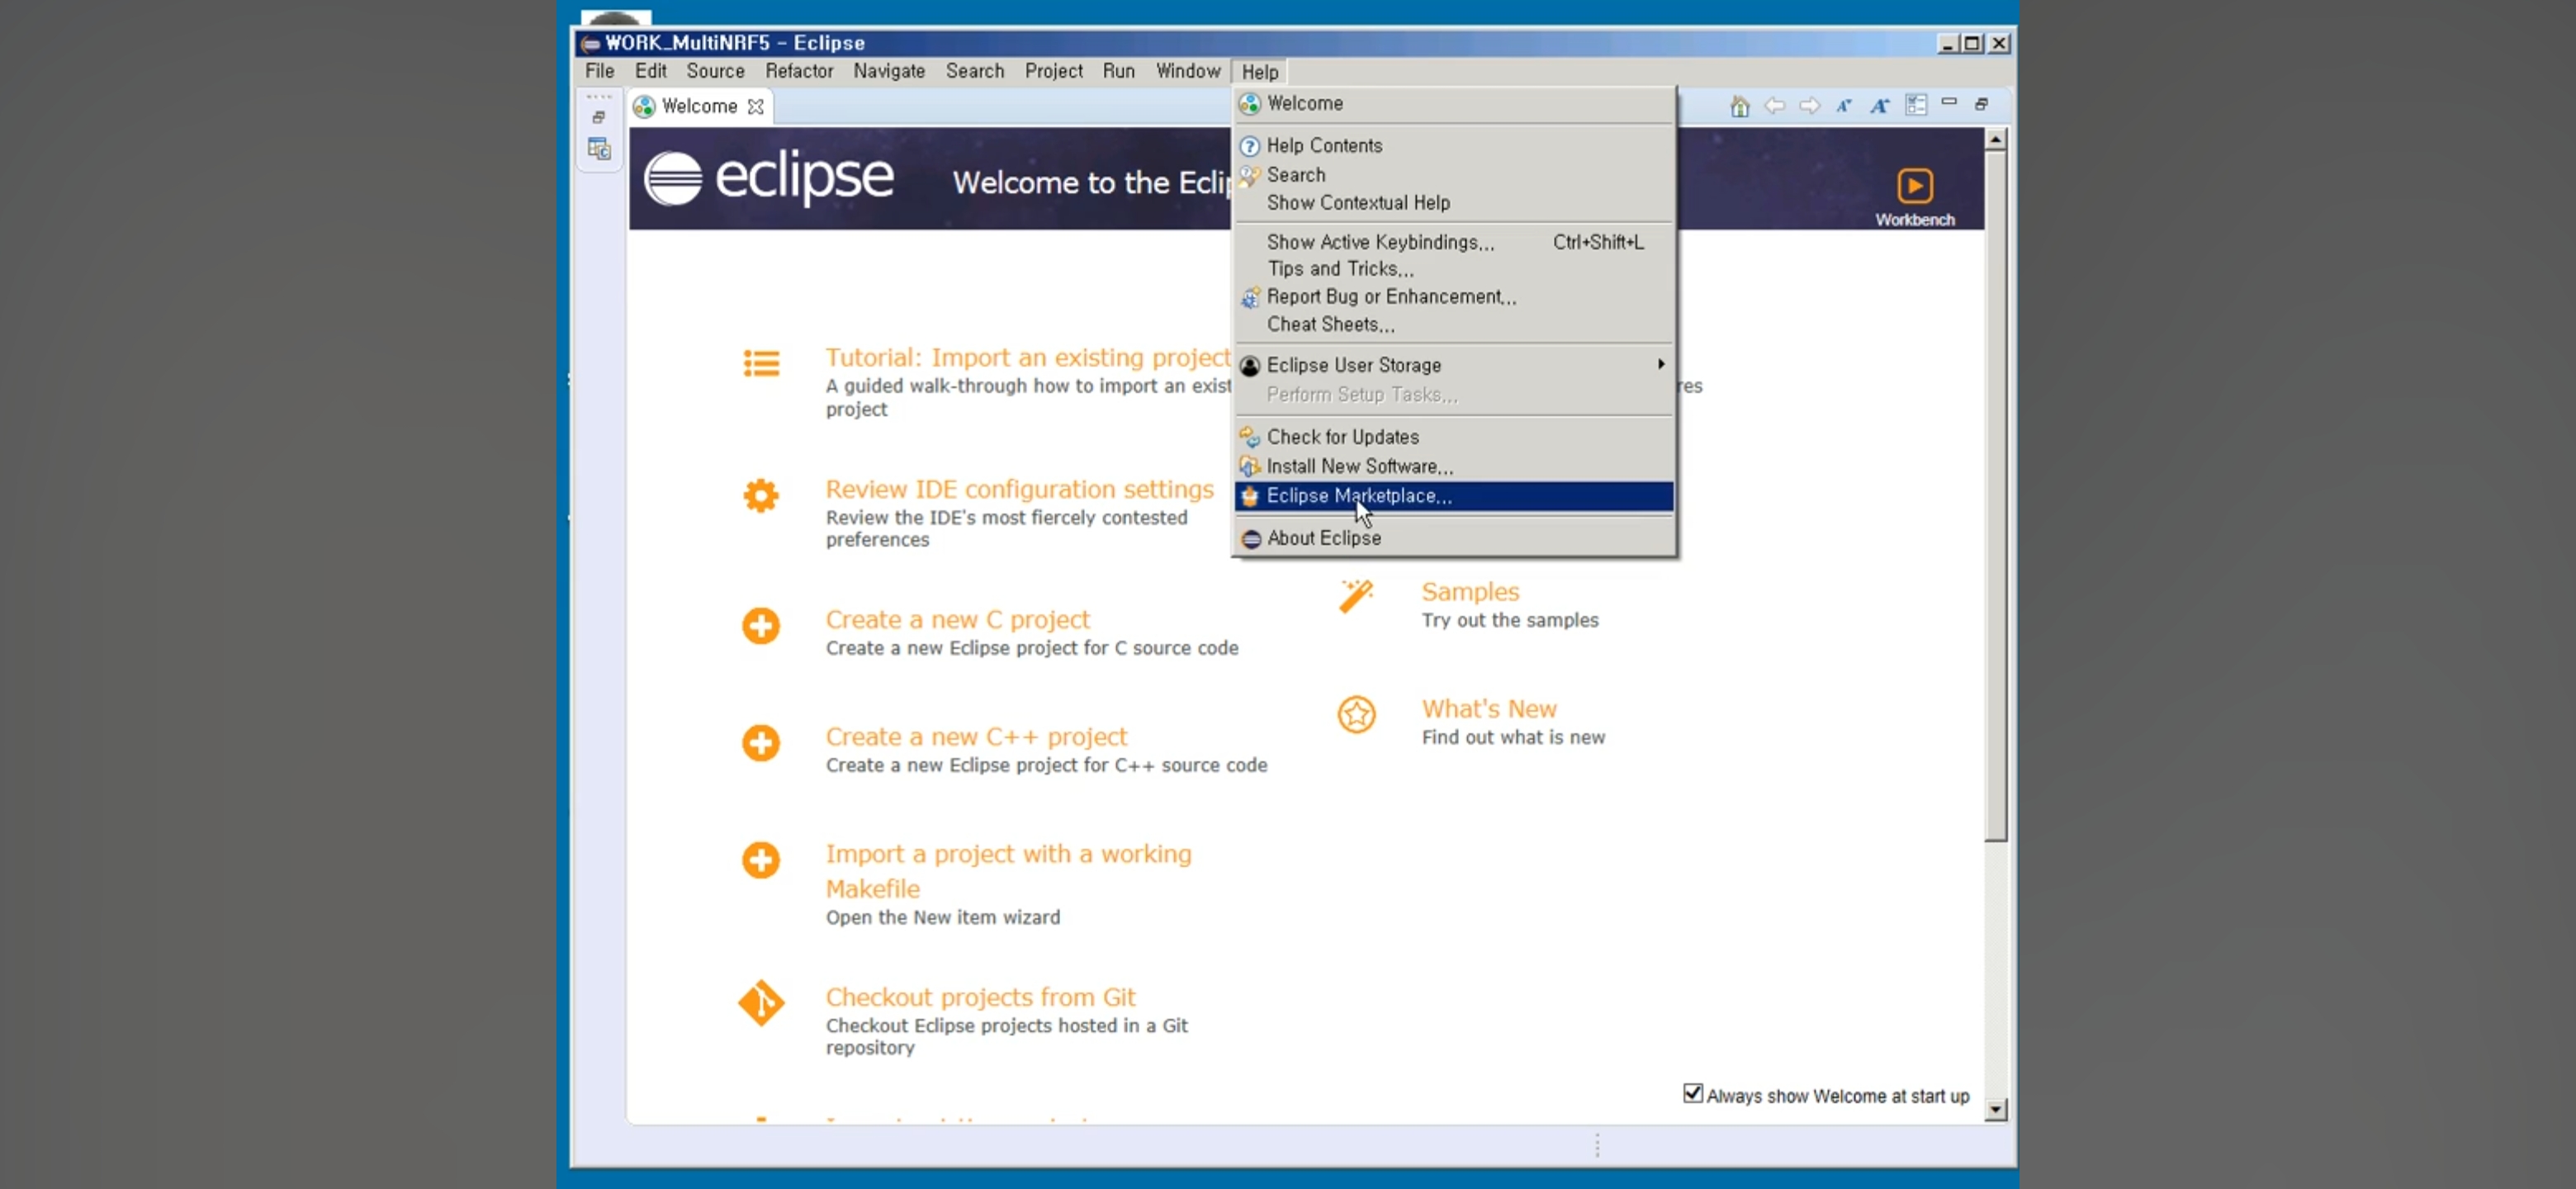 WORK_MultiNRF5 - Eclipse
File Edit Source Refactor Navigate Search Project Run Window Help
Welcome
eclipse
Welcome to the Eclip
Workbench
Welcome
Help Contents
Search
Show Contextual Help
Show Active Keybindings... Ctrl+Shift+L
Tips and Tricks...
Report Bug or Enhancement...
Cheat Sheets...
Eclipse User Storage
Perform Setup Tasks...
Check for Updates
Install New Software...
Eclipse Marketplace...
About Eclipse
Tutorial: Import an existing project
A guided walk-through how to import an exist
project
res
Review IDE configuration settings
Review the IDE's most fiercely contested
preferences
Create a new C project
Create a new Eclipse project for C source code
Create a new C++ project
Create a new Eclipse project for C++ source code
Import a project with a working
Makefile
Open the New item wizard
Checkout projects from Git
Checkout Eclipse projects hosted in a Git
repository
Samples
Try out the samples
What's New
Find out what is new
Always show Welcome at start up